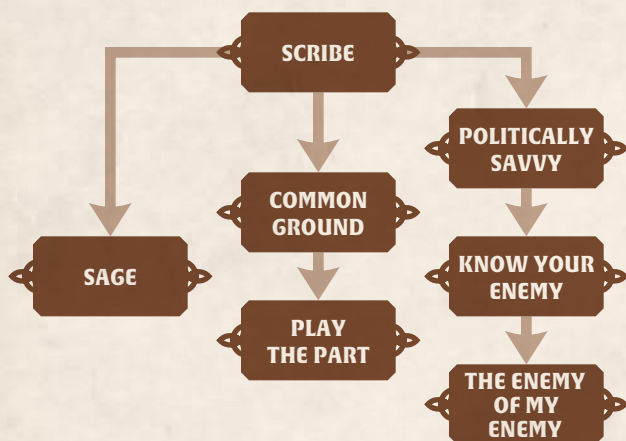 SCRIBE
POLITICALLY
SAVVY
COMMON
GROUND
SAGE
KNOW YOUR
ENEMY
PLAY
THE PART
THE ENEMY
OF MY
ENEMY